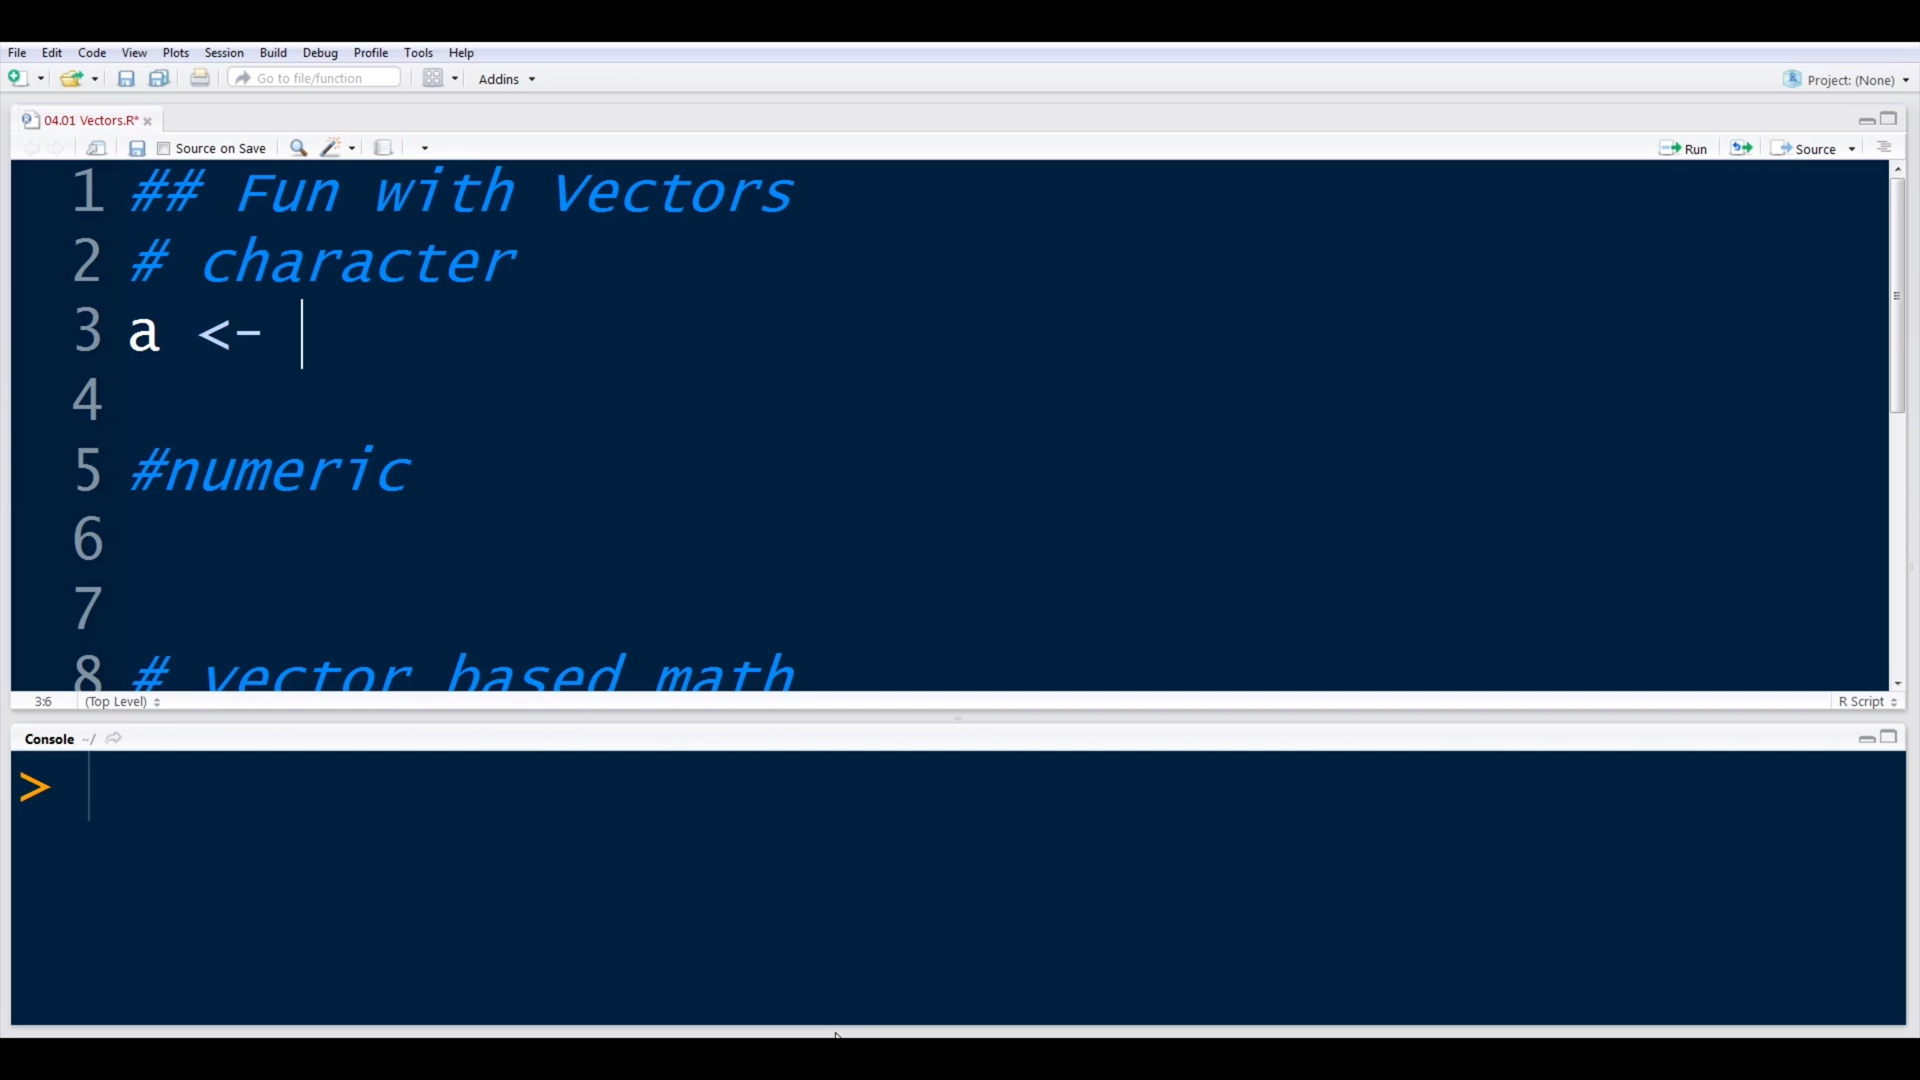 File Edit Code View Plots Session Build Debug Profile Tools Help
Go to file/function Addins Project: (None)
04.01 Vectors.R*
Source on Save Run Source
1 ## Fun with Vectors
2 # character
3 a <-
4
5 #numeric
6
7
8 # vector based math
3:6 (Top Level) R Script
Console ~/
>